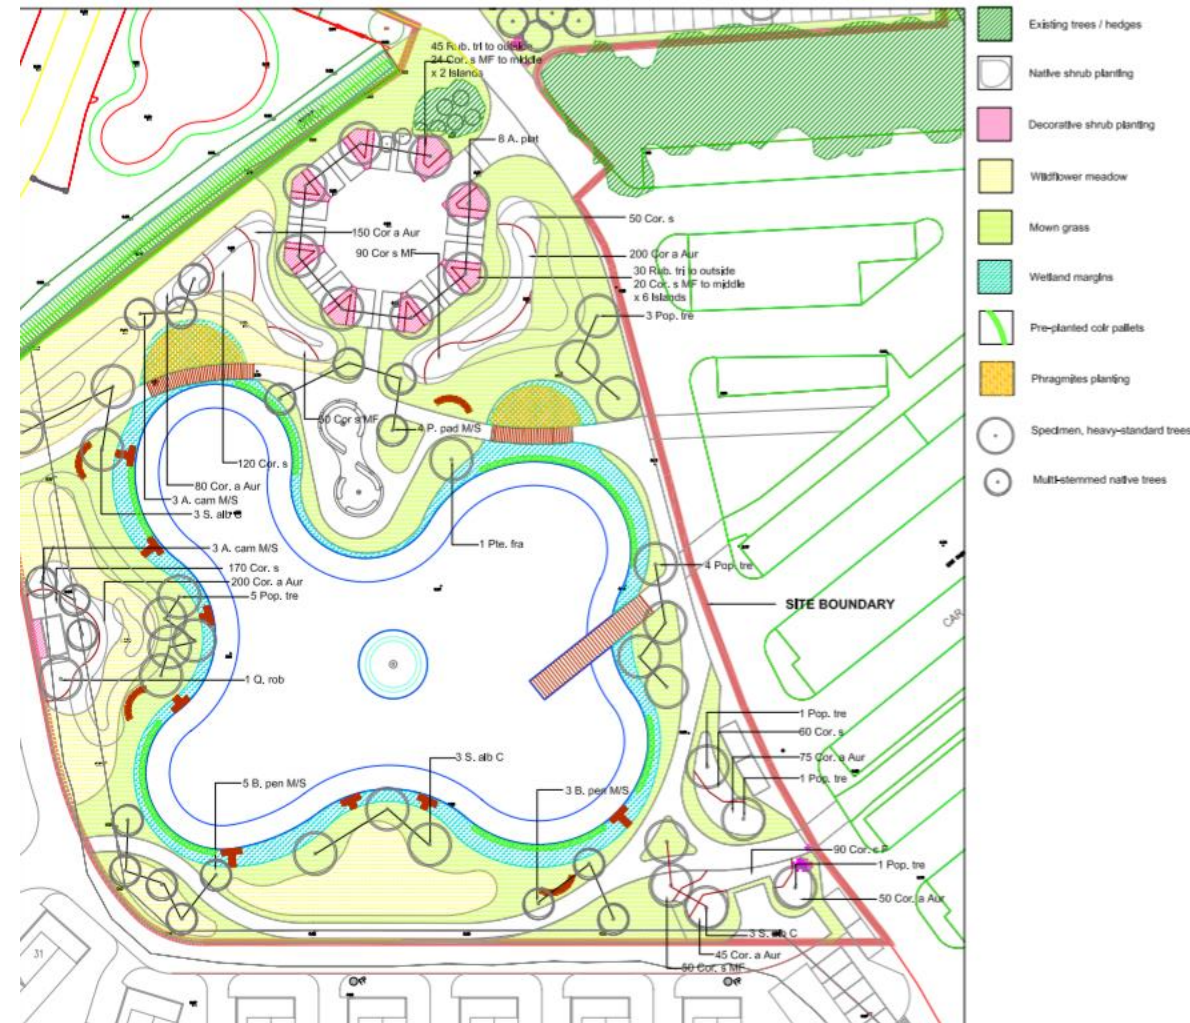 45 Rub. tri to outside
24 Cor. s MF to middle
x 2 Islands
8 A. plat
50 Cor. s
150 Cor a Aur
90 Cor s MF
200 Cor a Aur
30 Rub. tri to outside
20 Cor. s MF to middle
x 6 Islands
3 Pop. tre
4 P. pad M/S
120 Cor. s
80 Cor. a Aur
3 A. cam M/S
3 S. alb C
1 Pte. fra
3 A. cam M/S
170 Cor. s
200 Cor. a Aur
5 Pop. tre
4 Pop. tre
SITE BOUNDARY
CAR
1 Q. rob
1 Pop. tre
60 Cor. s
75 Cor. a Aur
1 Pop. tre
3 S. alb C
5 B. pen M/S
3 B. pen M/S
90 Cor. s F
1 Pop. tre
50 Cor. a Aur
3 S. alb C
45 Cor. a Aur
50 Cor. s MF
31
Existing trees / hedges
Native shrub planting
Decorative shrub planting
Wildflower meadow
Mown grass
Wetland margins
Pre-planted coir pallets
Phragmites planting
Specimen, heavy-standard trees
Multi-stemmed native trees